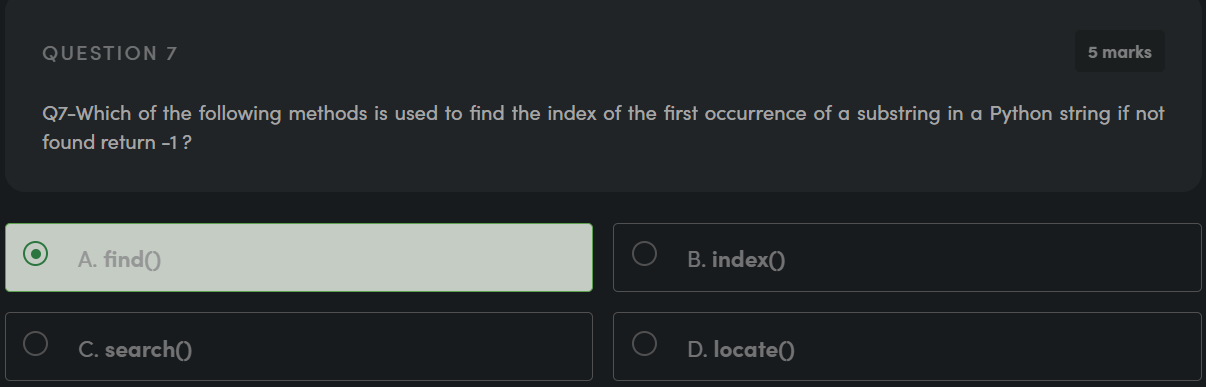 QUESTION 7
5 marks
Q7-Which of the following methods is used to find the index of the first occurrence of a substring in a Python string if not
found return -1 ?
A. find()
B. index()
C. search()
D. locate()